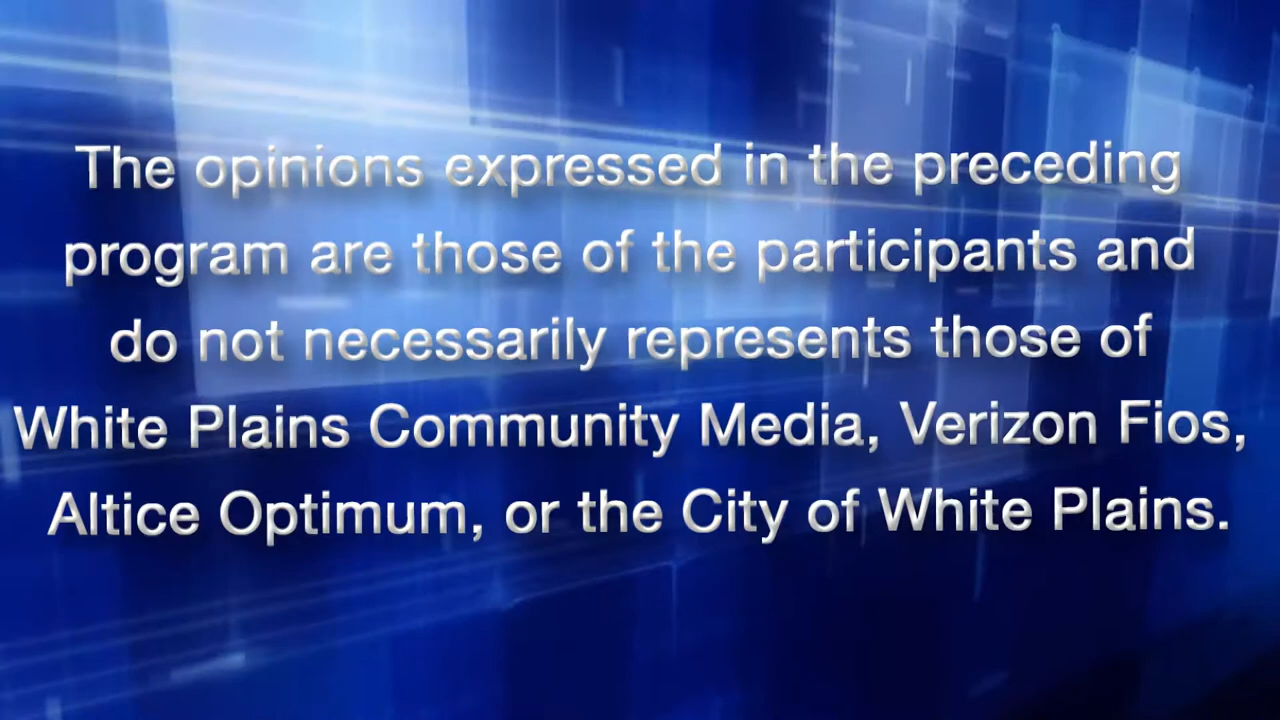 The opinions expressed in the preceding
program are those of the participants and
do not necessarily represents those of
White Plains Community Media, Verizon Fios,
Altice Optimum, or the City of White Plains.